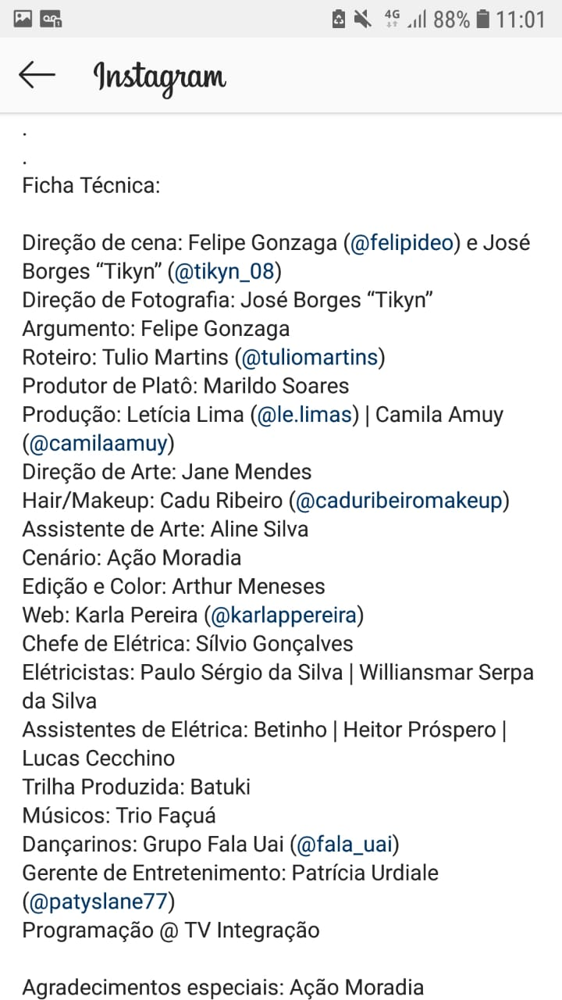 4G 88% 11:01
Instagram
.
.
Ficha Técnica:
Direção de cena: Felipe Gonzaga (@felipideo) e José
Borges “Tikyn” (@tikyn_08)
Direção de Fotografia: José Borges “Tikyn”
Argumento: Felipe Gonzaga
Roteiro: Tulio Martins (@tuliomartins)
Produtor de Platô: Marildo Soares
Produção: Letícia Lima (@le.limas) | Camila Amuy
(@camilaamuy)
Direção de Arte: Jane Mendes
Hair/Makeup: Cadu Ribeiro (@caduribeiromakeup)
Assistente de Arte: Aline Silva
Cenário: Ação Moradia
Edição e Color: Arthur Meneses
Web: Karla Pereira (@karlappereira)
Chefe de Elétrica: Sílvio Gonçalves
Elétricistas: Paulo Sérgio da Silva | Williansmar Serpa
da Silva
Assistentes de Elétrica: Betinho | Heitor Próspero |
Lucas Cecchino
Trilha Produzida: Batuki
Músicos: Trio Façuá
Dançarinos: Grupo Fala Uai (@fala_uai)
Gerente de Entretenimento: Patrícia Urdiale
(@patyslane77)
Programação @ TV Integração
Agradecimentos especiais: Ação Moradia